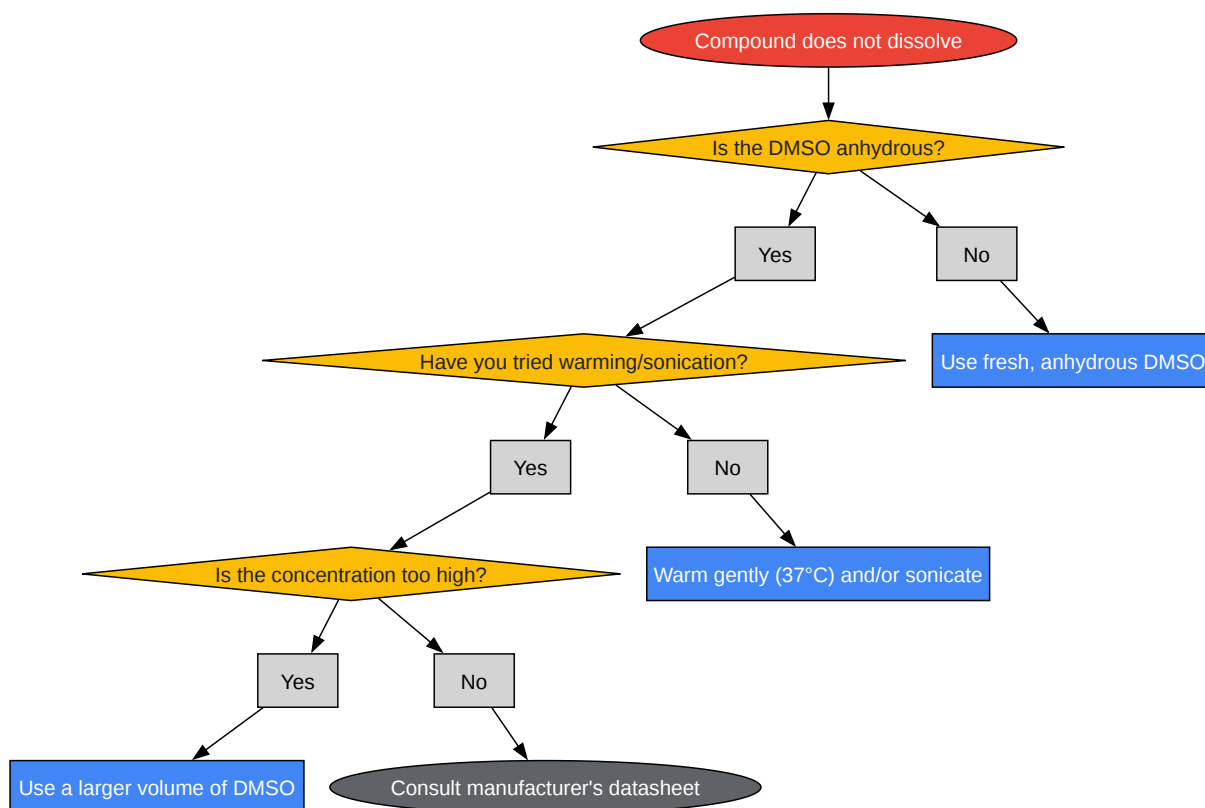 Compound does not dissolve
Is the DMSO anhydrous?
Yes
No
Have you tried warming/sonication?
Use fresh, anhydrous DMSO
Yes
No
Is the concentration too high?
Warm gently (37°C) and/or sonicate
Yes
No
Use a larger volume of DMSO
Consult manufacturer's datasheet